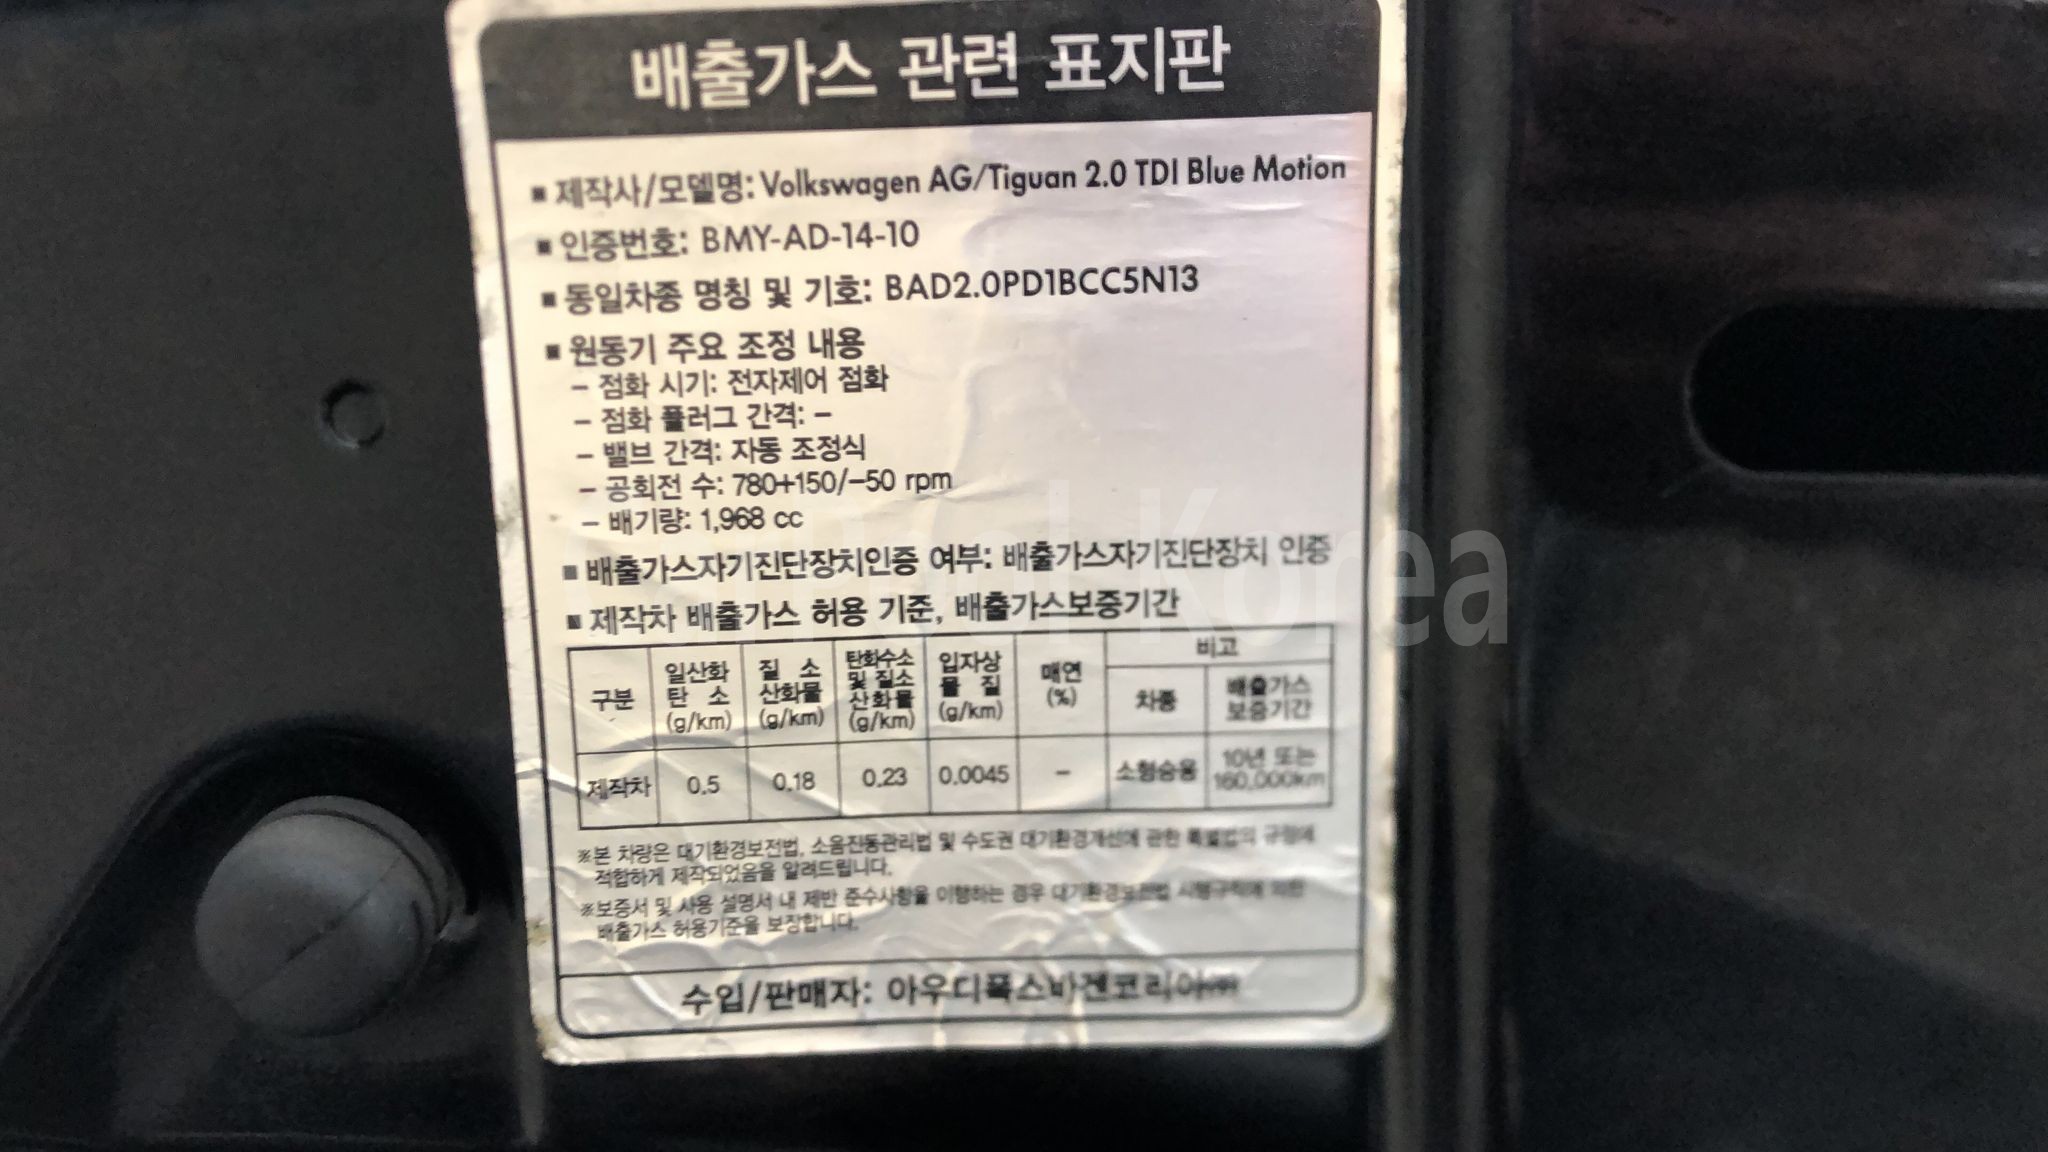 배출가스 관련 표지판
■ 제작사/모델명: Volkswagen AG/Tiguan 2.0 TDI Blue Motion
■ 인증번호: BMY-AD-14-10
■ 동일차종 명칭 및 기호: BAD2.0PD1BCC5N13
■ 원동기 주요 조정 내용
– 점화 시기: 전자제어 점화
– 점화 플러그 간격: –
– 밸브 간격: 자동 조정식
– 공회전 수: 780+150/–50 rpm
– 배기량: 1,968 cc
■ 배출가스자기진단장치인증 여부: 배출가스자기진단장치 인증
■ 제작차 배출가스 허용 기준, 배출가스보증기간
구분 일산화탄소 (g/km) 질소산화물 (g/km) 탄화수소 및 질소산화물 (g/km) 입자상물질 (g/km) 매연 (%) 비고
차종 배출가스 보증기간
제작차 0.5 0.18 0.23 0.0045 – 소형승용 10년 또는 160,000km
※본 차량은 대기환경보전법, 소음진동관리법 및 수도권 대기환경개선에 관한 특별법의 규정에
적합하게 제작되었음을 알려드립니다.
※보증서 및 사용 설명서 내 제반 준수사항을 이행하는 경우 대기환경보전법 시행규칙에 의한
배출가스 허용기준을 보장합니다.
수입/판매자: 아우디폭스바겐코리아㈜
Korea